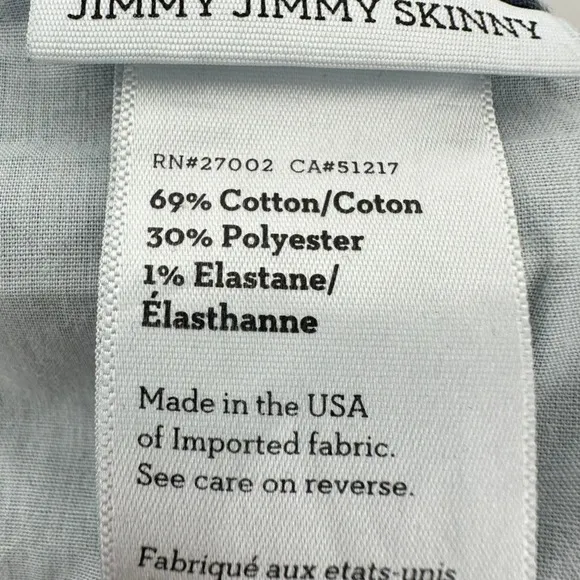 JIMMY JIMMY SKINNY
RN#27002 CA#51217
69% Cotton/Coton
30% Polyester
1% Elastane/
Élasthanne
Made in the USA
of Imported fabric.
See care on reverse.
Fabriqué aux etats-unis